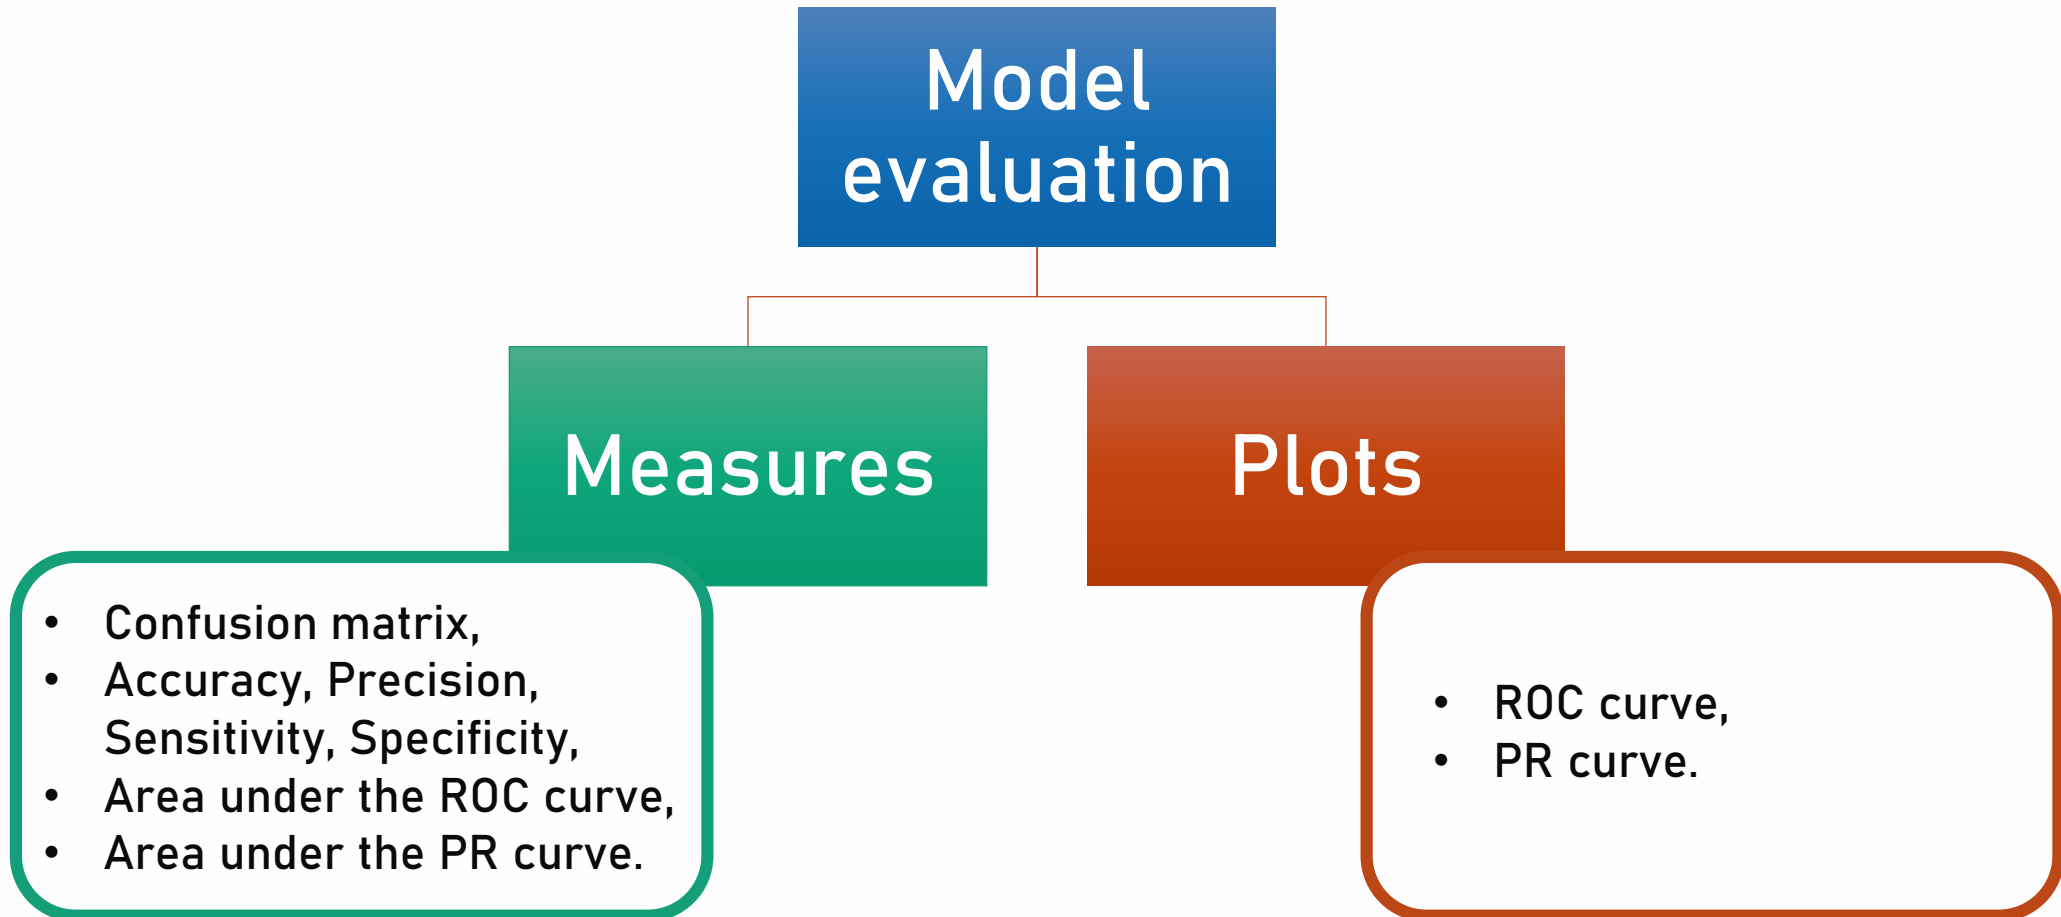 Model
evaluation
Measures
Plots
• Confusion matrix,
• Accuracy, Precision,
Sensitivity, Specificity,
• Area under the ROC curve,
• Area under the PR curve.
• ROC curve,
• PR curve.